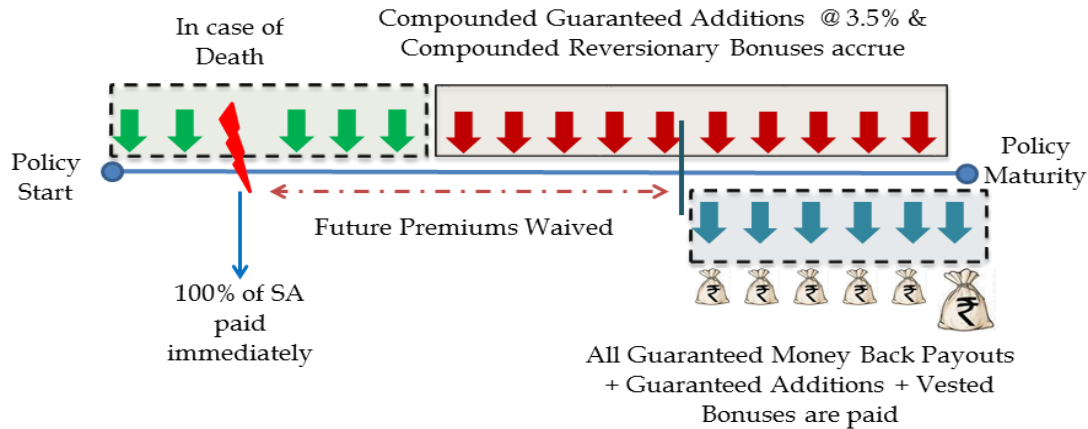 In case of
Death
Compounded Guaranteed Additions @ 3.5% &
Compounded Reversionary Bonuses accrue
Policy
Start
Policy
Maturity
Future Premiums Waived
100% of SA
paid
immediately
₹ ₹ ₹ ₹ ₹ ₹
All Guaranteed Money Back Payouts
+ Guaranteed Additions + Vested
Bonuses are paid